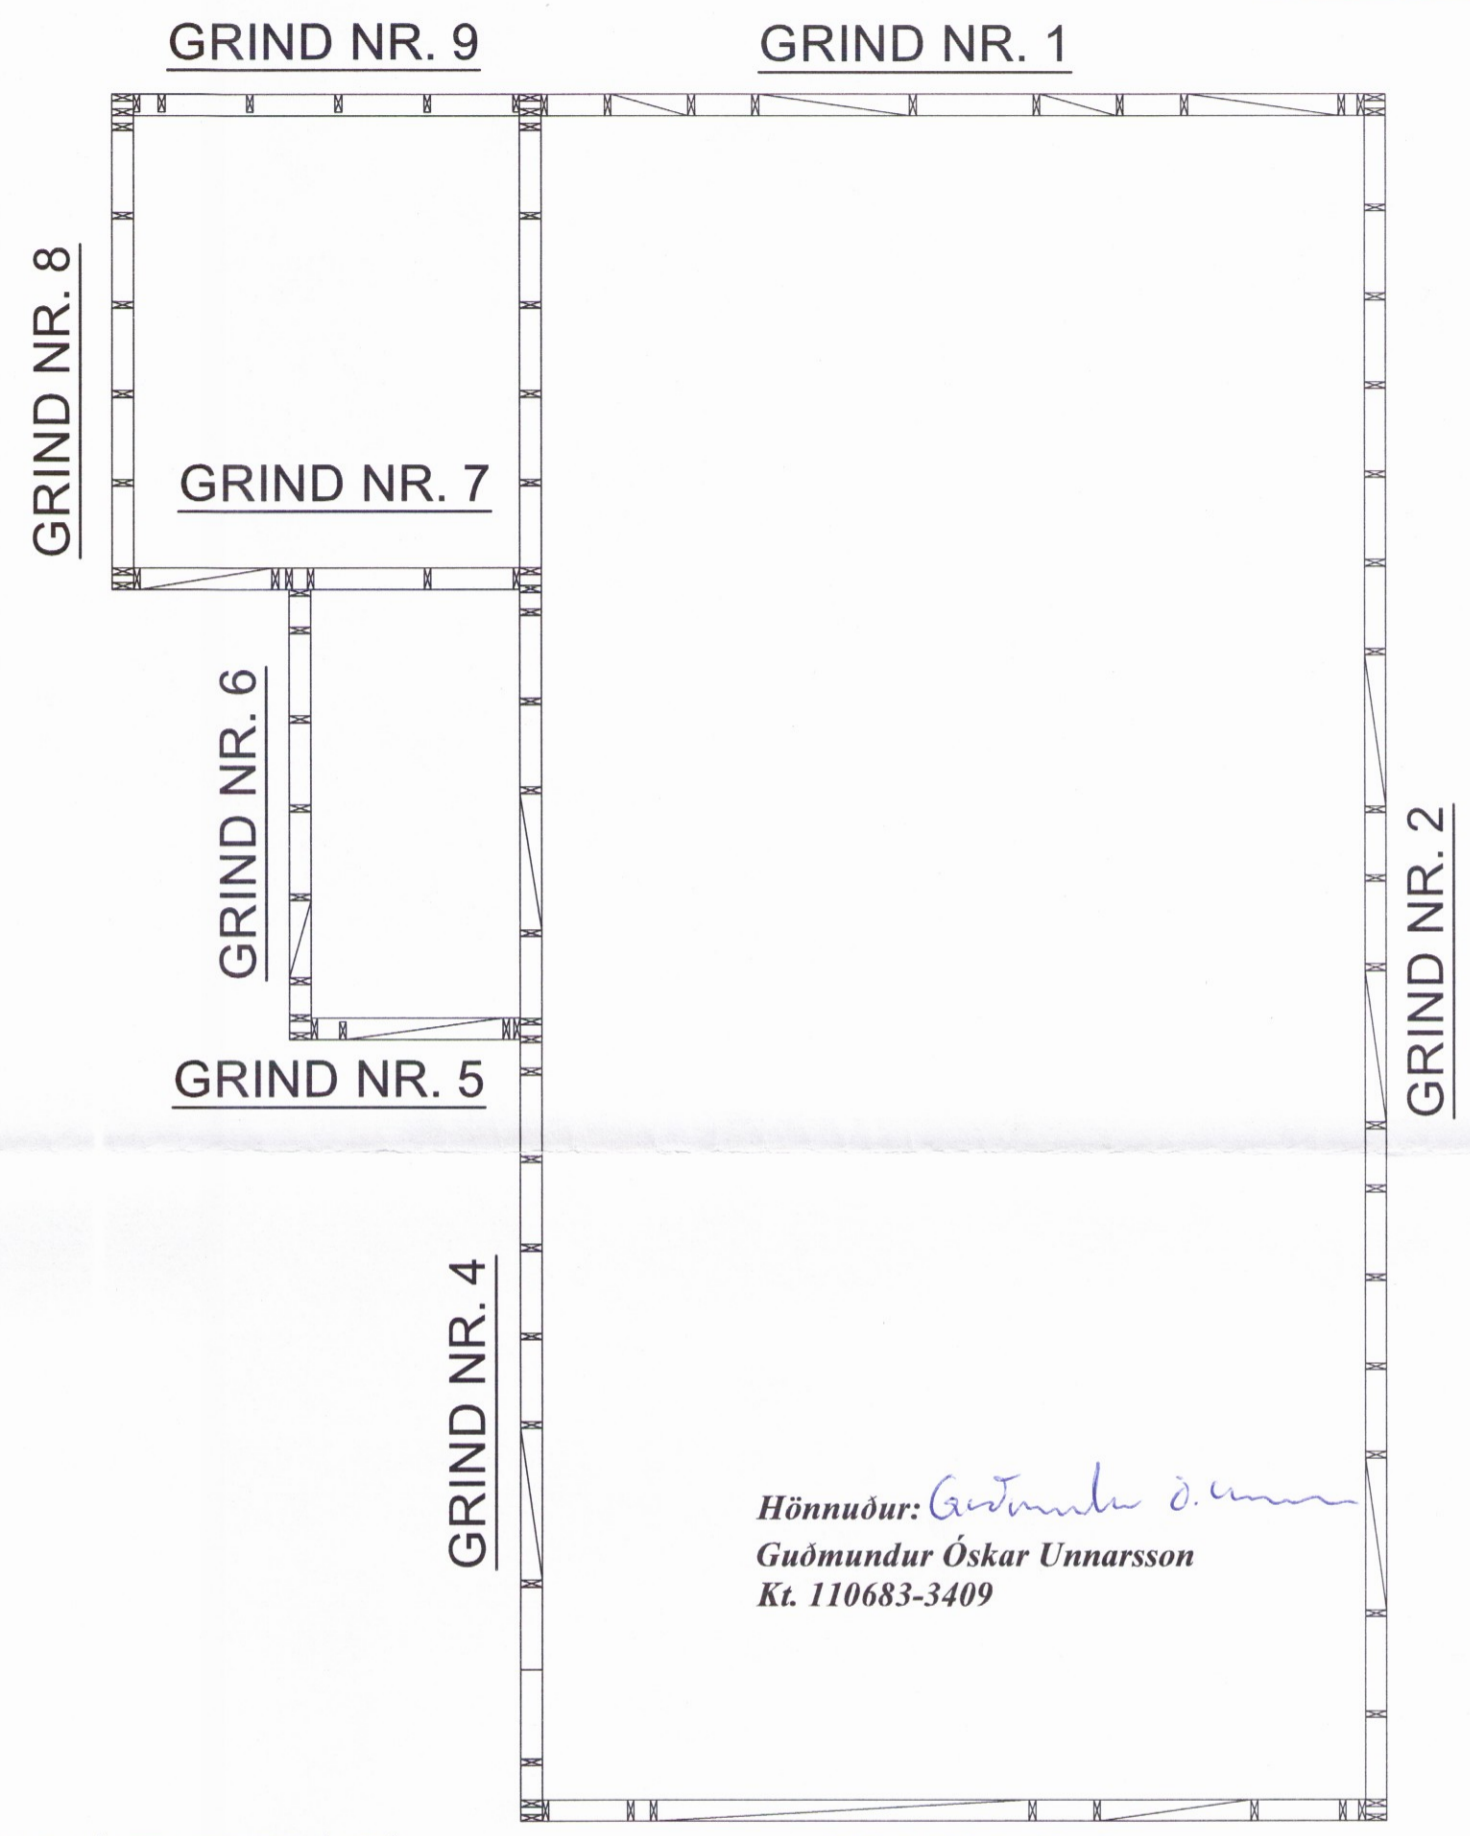 GRIND NR. 9
GRIND NR. 1
GRIND NR. 8
GRIND NR. 7
GRIND NR. 6
GRIND NR. 2
GRIND NR. 5
GRIND NR. 4
Hönnuður:
Guðmundur Óskar Unnarsson
Kt. 110683-3409